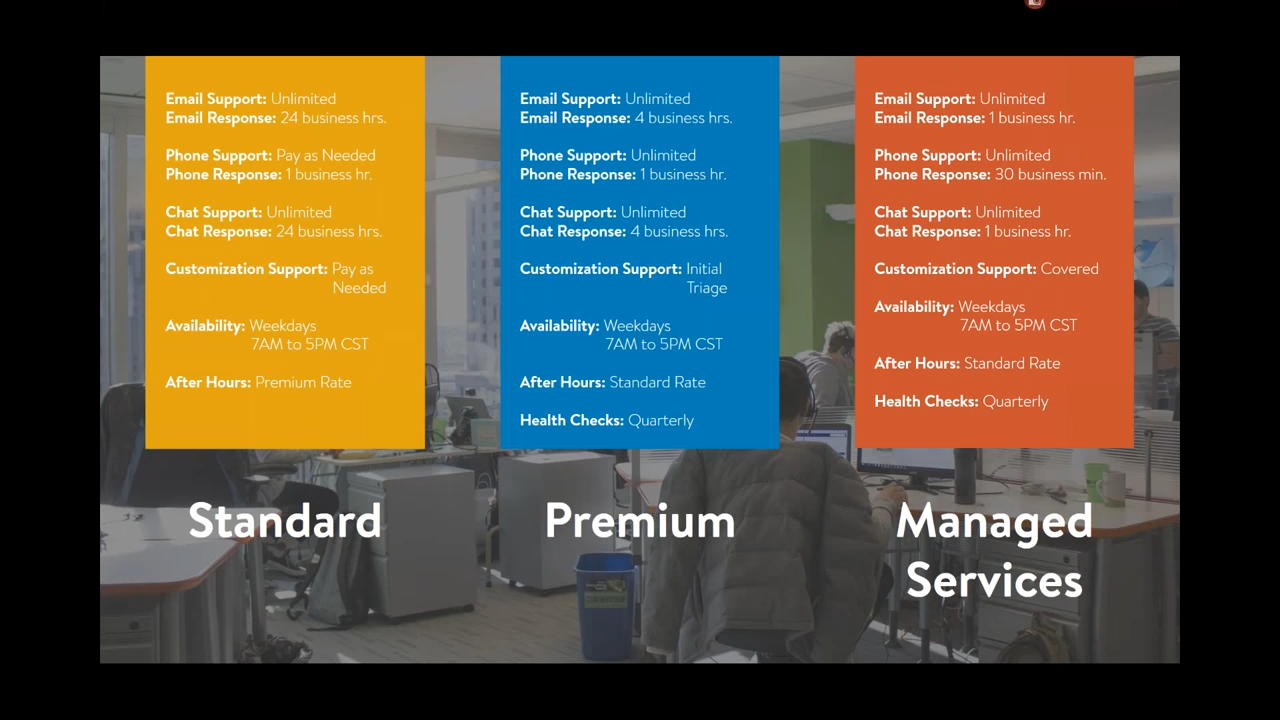 Email Support: Unlimited
Email Response: 24 business hrs.
Phone Support: Pay as Needed
Phone Response: 1 business hr.
Chat Support: Unlimited
Chat Response: 24 business hrs.
Customization Support: Pay as
Needed
Availability: Weekdays
7AM to 5PM CST
After Hours: Premium Rate
Standard
Email Support: Unlimited
Email Response: 4 business hrs.
Phone Support: Unlimited
Phone Response: 1 business hr.
Chat Support: Unlimited
Chat Response: 4 business hrs.
Customization Support: Initial
Triage
Availability: Weekdays
7AM to 5PM CST
After Hours: Standard Rate
Health Checks: Quarterly
Premium
Email Support: Unlimited
Email Response: 1 business hr.
Phone Support: Unlimited
Phone Response: 30 business min.
Chat Support: Unlimited
Chat Response: 1 business hr.
Customization Support: Covered
Availability: Weekdays
7AM to 5PM CST
After Hours: Standard Rate
Health Checks: Quarterly
Managed
Services